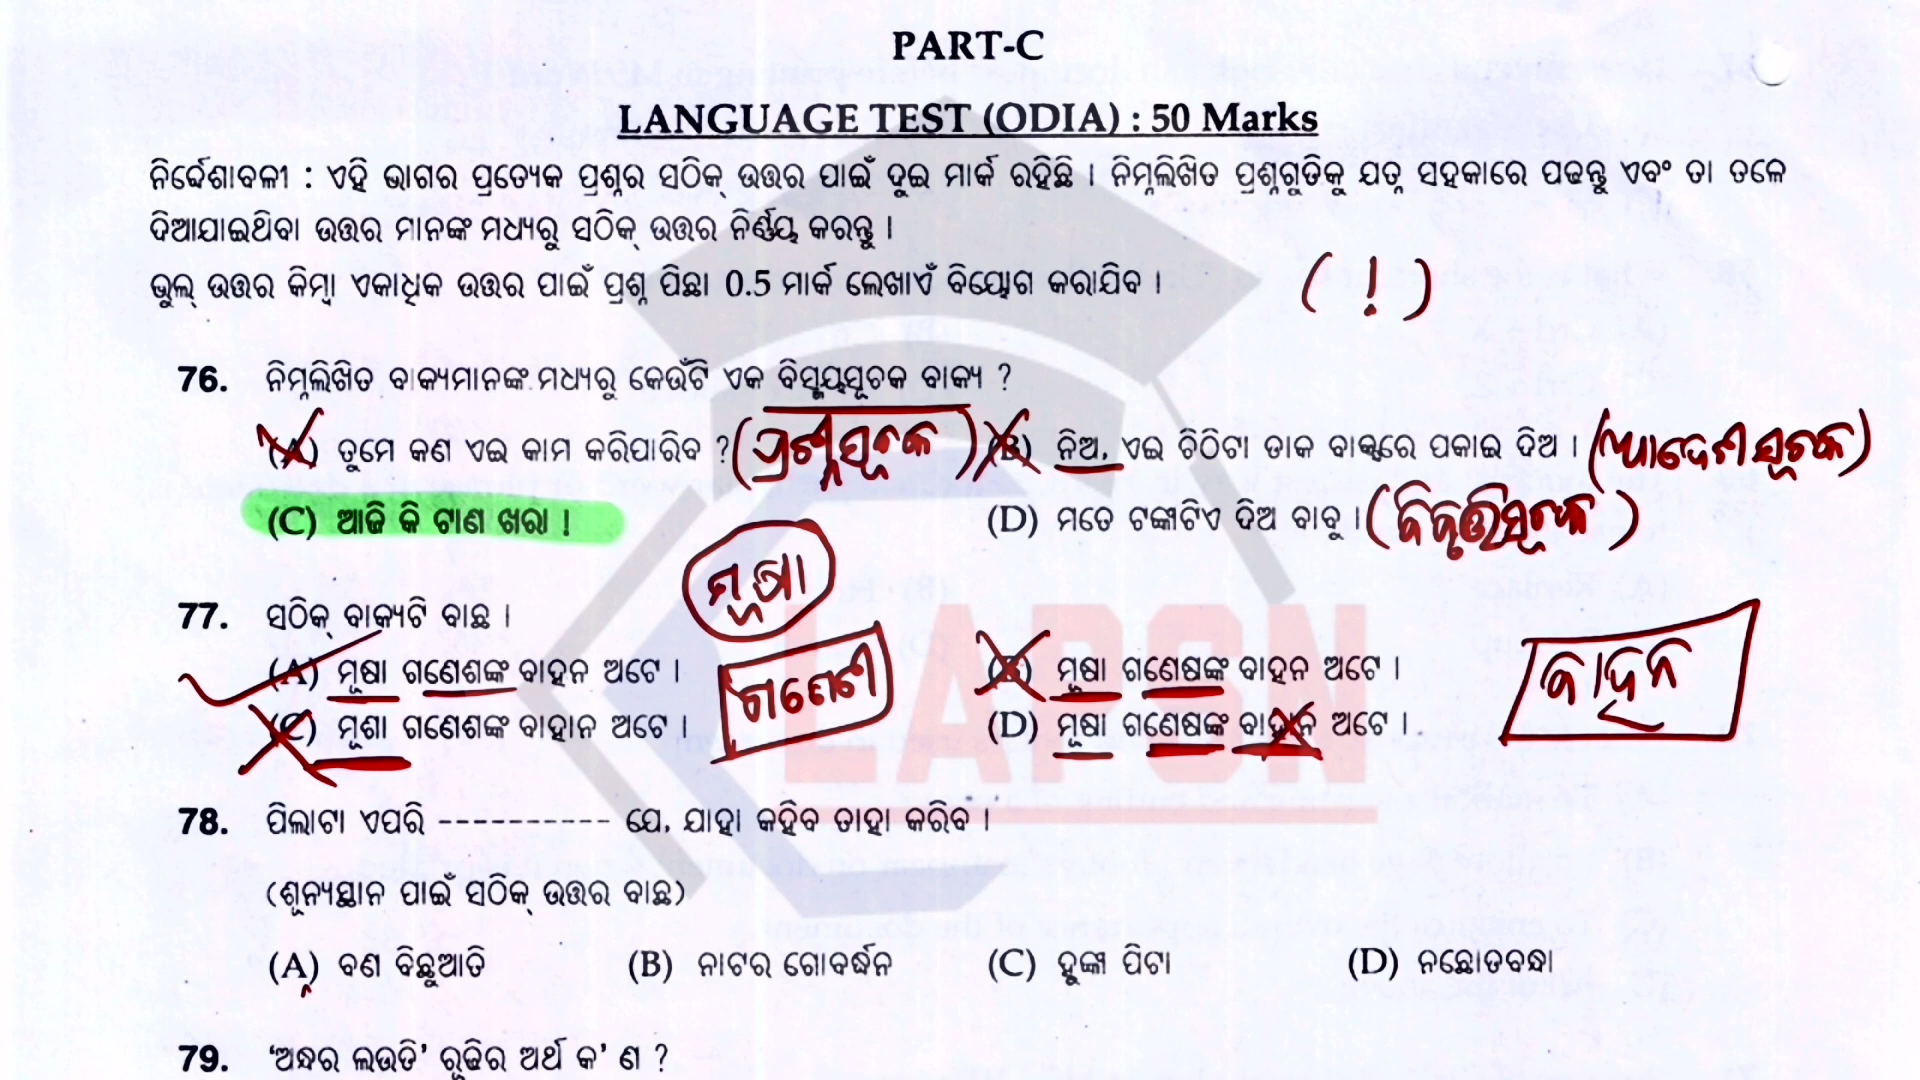 PART-C
LANGUAGE TEST (ODIA) : 50 Marks
ନିର୍ଦ୍ଦେଶାବଳୀ : ଏହି ଭାଗର ପ୍ରତ୍ୟେକ ପ୍ରଶ୍ନର ସଠିକ୍ ଉତ୍ତର ପାଇଁ ଦୁଇ ମାର୍କ ରହିଛି । ନିମ୍ନଲିଖିତ ପ୍ରଶ୍ନଗୁଡିକୁ ଯତ୍ନ ସହକାରେ ପଢନ୍ତୁ ଏବଂ ତା ତଳେ
ଦିଆଯାଇଥିବା ଉତ୍ତର ମାନଙ୍କ ମଧ୍ୟରୁ ସଠିକ୍ ଉତ୍ତର ନିର୍ଣ୍ଣୟ କରନ୍ତୁ ।
ଭୁଲ୍ ଉତ୍ତର କିମ୍ବା ଏକାଧିକ ଉତ୍ତର ପାଇଁ ପ୍ରଶ୍ନ ପିଛା 0.5 ମାର୍କ ଲେଖାଏଁ ବିୟୋଗ କରାଯିବ ।
( ! )
76. ନିମ୍ନଲିଖିତ ବାକ୍ୟମାନଙ୍କ ମଧ୍ୟରୁ କେଉଁଟି ଏକ ବିସ୍ମୟସୂଚକ ବାକ୍ୟ ?
(A) ତୁମେ କଣ ଏଇ କାମ କରିପାରିବ ? (ପ୍ରଶ୍ନସୂଚକ) (B) ନିଅ, ଏଇ ଚିଠିଟା ଡାକ ବାକ୍ସରେ ପକାଇ ଦିଅ । (ଆଦେଶସୂଚକ)
(C) ଆଜି କି ଟାଣ ଖରା ! (D) ମତେ ଟଙ୍କାଟିଏ ଦିଅ ବାବୁ ।
ମୂଷା
77. ସଠିକ୍ ବାକ୍ୟଟି ବାଛ ।
(A) ମୂଷା ଗଣେଶଙ୍କ ବାହନ ଅଟେ । ଗଣେଶ (B) ମୂଷା ଗଣେଷଙ୍କ ବାହନ ଅଟେ । ବାହନ
(C) ମୂଶା ଗଣେଶଙ୍କ ବାହାନ ଅଟେ । (D) ମୂଷା ଗଣେଷଙ୍କ ବାହାନ ଅଟେ ।
LAPSN
78. ପିଲାଟା ଏପରି ---------- ଯେ, ଯାହା କହିବ ତାହା କରିବ ।
(ଶୂନ୍ୟସ୍ଥାନ ପାଇଁ ସଠିକ୍ ଉତ୍ତର ବାଛ)
(A) ବଣ ବିଛୁଆତି (B) ନାଟର ଗୋବର୍ଦ୍ଧନ (C) ହୁଙ୍କା ପିଟା (D) ନଛୋଡବନ୍ଧା
79. 'ଅନ୍ଧର ଲଉଡି' ରୂଢିର ଅର୍ଥ କ' ଣ ?